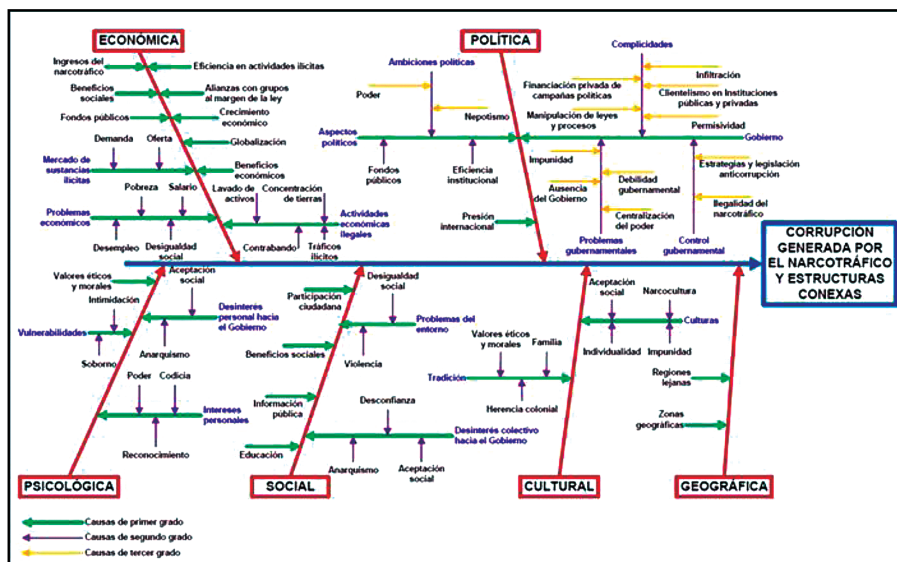 ECONÓMICA
POLÍTICA
Complicidades
Ingresos del
narcotráfico
Eficiencia en actividades ilícitas
Ambiciones políticas
Infiltración
Beneficios
sociales
Alianzas con grupos
al margen de la ley
Poder
Financiación privada de
campañas políticas
Clientelismo en Instituciones
públicas y privadas
Fondos públicos
Crecimiento
económico
Nepotismo
Manipulación de leyes
y procesos
Permisividad
Demanda
Oferta
Globalización
Aspectos
políticos
Gobierno
Mercado de
sustancias
ilícitas
Beneficios
económicos
Fondos
públicos
Eficiencia
institucional
Impunidad
Debilidad
gubernamental
Estrategias y legislación
anticorrupción
Pobreza
Salario
Lavado de
activos
Concentración
de tierras
Ausencia
del Gobierno
Ilegalidad del
narcotráfico
Problemas
económicos
Actividades
económicas
ilegales
Presión
internacional
Centralización
del poder
Desempleo
Desigualdad
social
Contrabando
Tráficos
ilícitos
Problemas
gubernamentales
Control
gubernamental
CORRUPCIÓN
GENERADA POR
EL NARCOTRÁFICO
Y ESTRUCTURAS
CONEXAS
Valores éticos
y morales
Aceptación
social
Desigualdad
social
Participación
ciudadana
Aceptación
social
Narcocultura
Intimidación
Desinterés
personal hacia
el Gobierno
Problemas del
entorno
Culturas
Vulnerabilidades
Soborno
Anarquismo
Beneficios sociales
Violencia
Valores éticos
y morales
Familia
Individualidad
Impunidad
Poder
Codicia
Tradición
Regiones
lejanas
Intereses
personales
Información
pública
Desconfianza
Herencia colonial
Zonas
geográficas
Reconocimiento
Educación
Desinterés colectivo
hacia el Gobierno
Anarquismo
Aceptación
social
PSICOLÓGICA
SOCIAL
CULTURAL
GEOGRÁFICA
Causas de primer grado
Causas de segundo grado
Causas de tercer grado